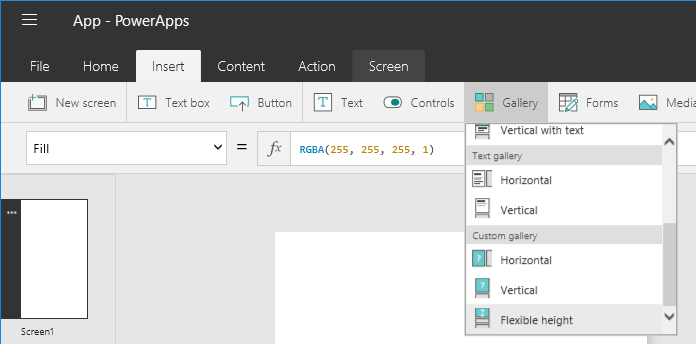 App - PowerApps
File Home Insert Content Action Screen
New screen Text box Button Text Controls Gallery Forms Media
Fill = fx RGBA(255, 255, 255, 1)
Vertical with text
Text gallery
Horizontal
Vertical
Custom gallery
Horizontal
Vertical
Flexible height
Screen1